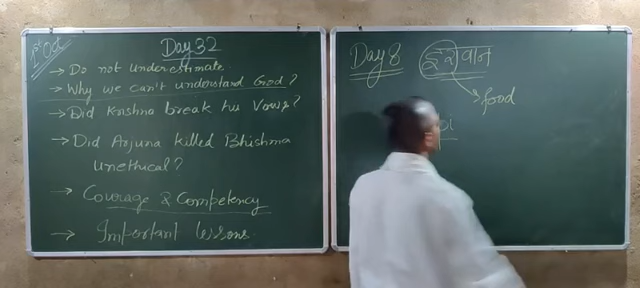 1st Oct
Day 32
→ Do not underestimate
→ Why we can't understand God?
→ Did Krishna break his Vows?
→ Did Arjuna killed Bhishma
Unethical?
→ Courage & Competency
→ Important lessons.
Day 8
food